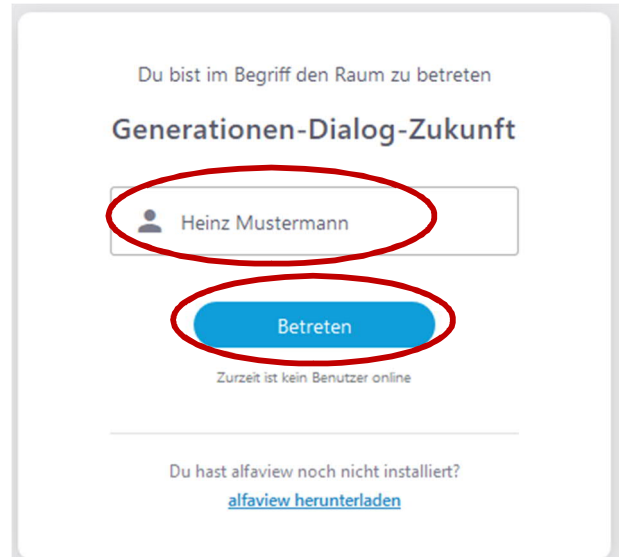 Du bist im Begriff den Raum zu betreten
Generationen-Dialog-Zukunft
Heinz Mustermann
Betreten
Zurzeit ist kein Benutzer online
Du hast alfaview noch nicht installiert?
alfaview herunterladen